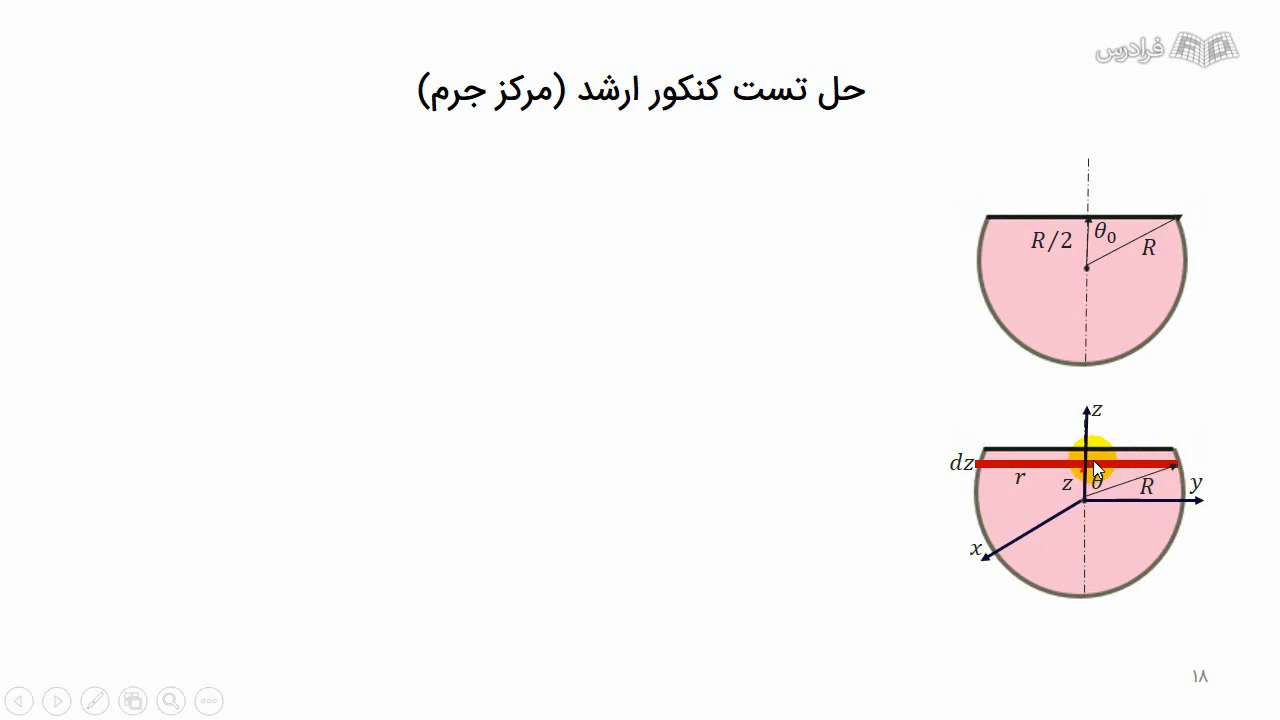 فرادرس
حل تست کنکور ارشد (مرکز جرم)
R/2 θ₀ R
z
dz r z θ R y
x
۱۸